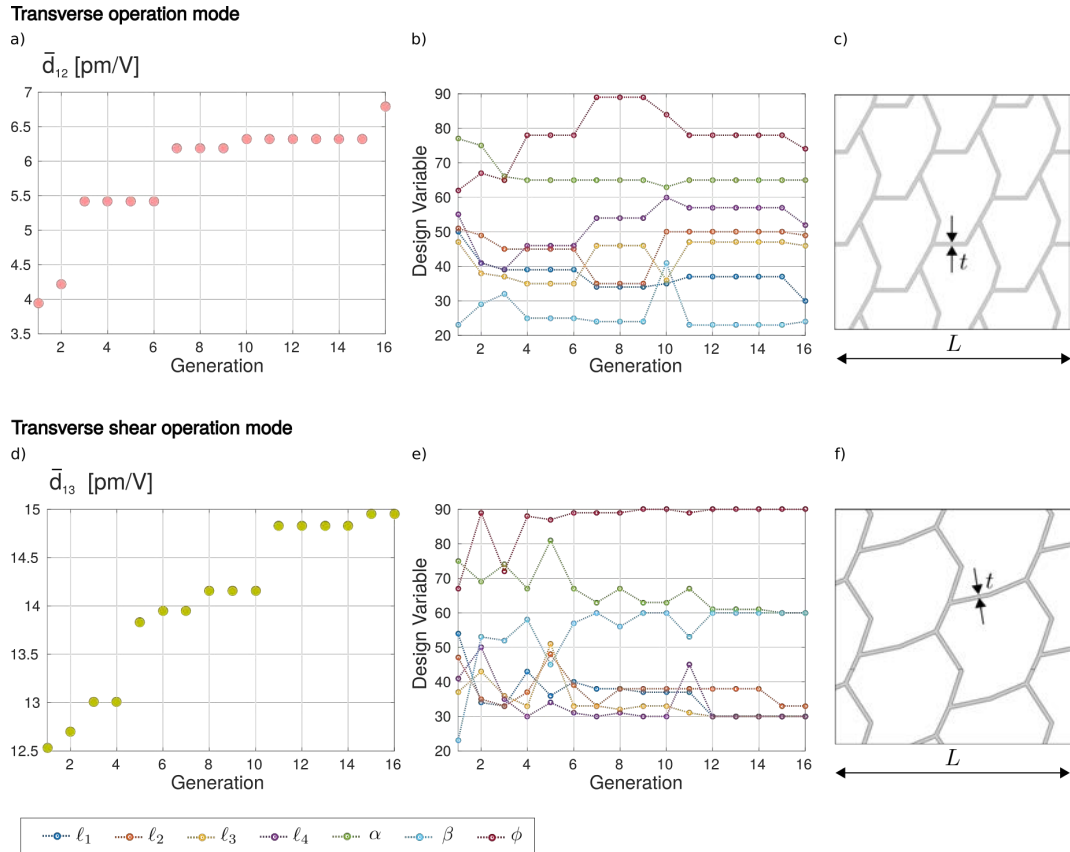 Transverse operation mode
a)
b)
c)
d̄₁₂ [pm/V]
7
6.5
6
5.5
5
4.5
4
3.5
2 4 6 8 10 12 14 16
Generation
Design Variable
90
80
70
60
50
40
30
20
2 4 6 8 10 12 14 16
Generation
t
L
Transverse shear operation mode
d)
e)
f)
d̄₁₃ [pm/V]
15
14.5
14
13.5
13
12.5
2 4 6 8 10 12 14 16
Generation
Design Variable
90
80
70
60
50
40
30
20
2 4 6 8 10 12 14 16
Generation
t
L
ℓ₁ ℓ₂ ℓ₃ ℓ₄ α β ϕ